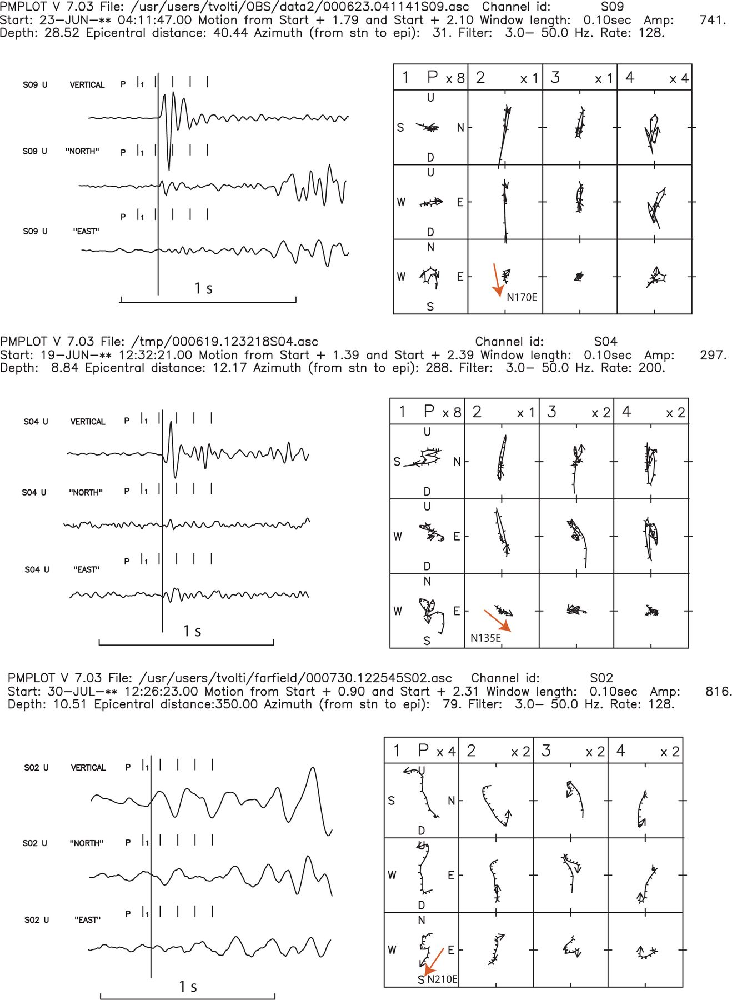 PMPLOT V 7.03 File: /usr/users/tvolti/OBS/data2/000623.041141S09.asc Channel id: S09
Start: 23-JUN-** 04:11:47.00 Motion from Start + 1.79 and Start + 2.10 Window length: 0.10sec Amp: 741.
Depth: 28.52 Epicentral distance: 40.44 Azimuth (from stn to epi): 31. Filter: 3.0- 50.0 Hz. Rate: 128.
1 P x 8 2 x 1 3 x 1 4 x 4
S09 U VERTICAL P 1
U
S N
D
S09 U "NORTH" P 1
U
W E
D
P 1
S09 U "EAST"
N
W E
S
N170E
1 s
PMPLOT V 7.03 File: /tmp/000619.123218S04.asc Channel id: S04
Start: 19-JUN-** 12:32:21.00 Motion from Start + 1.39 and Start + 2.39 Window length: 0.10sec Amp: 297.
Depth: 8.84 Epicentral distance: 12.17 Azimuth (from stn to epi): 288. Filter: 3.0- 50.0 Hz. Rate: 200.
1 P x 8 2 x 1 3 x 2 4 x 2
S04 U VERTICAL P 1
U
S N
D
S04 U "NORTH" P 1
U
W E
D
P 1
S04 U "EAST"
N
W E
S
N135E
1 s
PMPLOT V 7.03 File: /usr/users/tvolti/farfield/000730.122545S02.asc Channel id: S02
Start: 30-JUL-** 12:26:23.00 Motion from Start + 0.90 and Start + 2.31 Window length: 0.10sec Amp: 816.
Depth: 10.51 Epicentral distance:350.00 Azimuth (from stn to epi): 79. Filter: 3.0- 50.0 Hz. Rate: 128.
1 P x 4 2 x 2 3 x 2 4 x 2
S02 U VERTICAL P 1
U
S N
D
S02 U "NORTH" P 1
U
W E
D
P 1
S02 U "EAST"
N
W E
S N210E
1 s